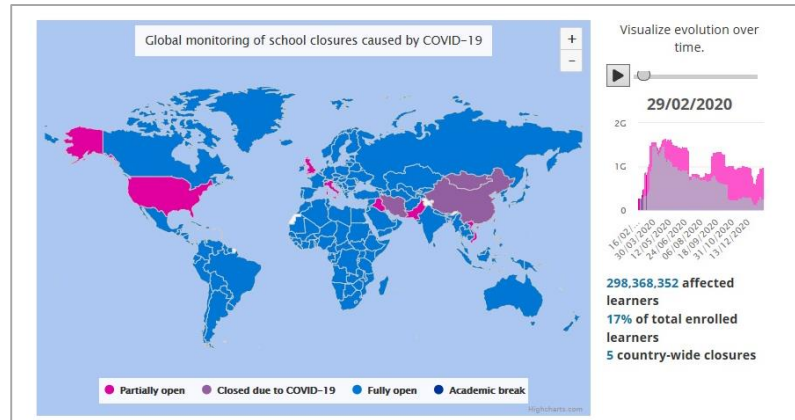 Global monitoring of school closures caused by COVID-19
+
−
Partially open
Closed due to COVID-19
Fully open
Academic break
Highcharts.com
Visualize evolution over
time.
29/02/2020
2G
1G
0
16/02/...
30/03/2020
12/05/2020
24/06/2020
06/08/2020
18/09/2020
31/10/2020
13/12/2020
298,368,352 affected
learners
17% of total enrolled
learners
5 country-wide closures